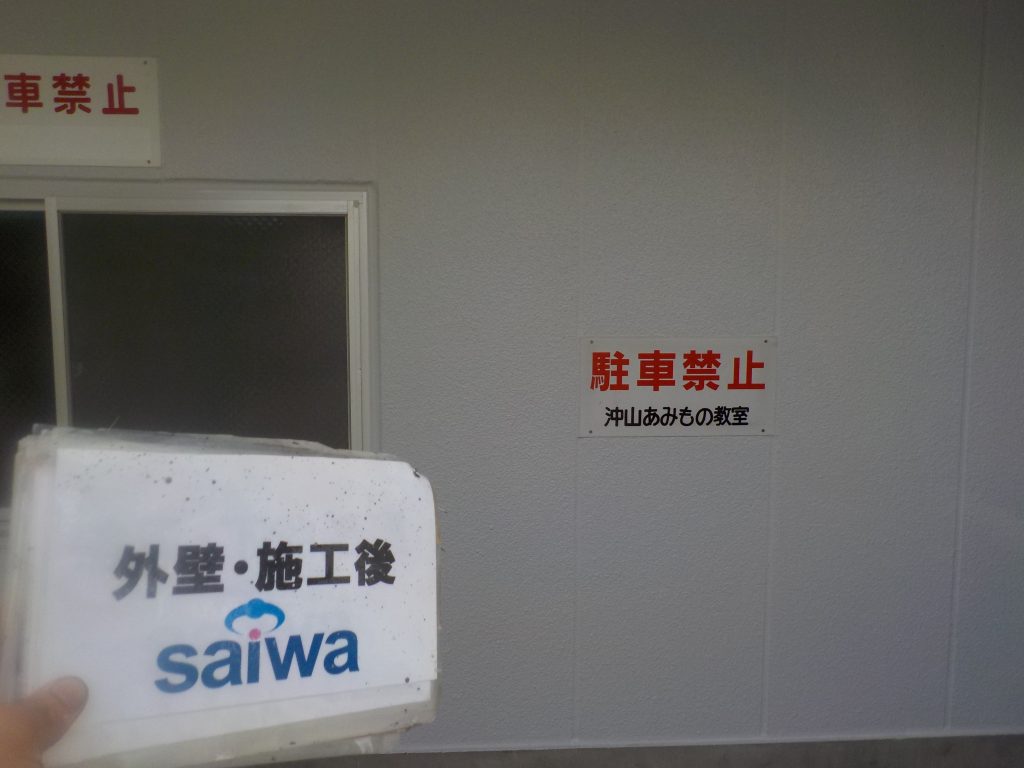 車禁止
駐車禁止
沖山あみもの教室
外壁・施工後
saiwa